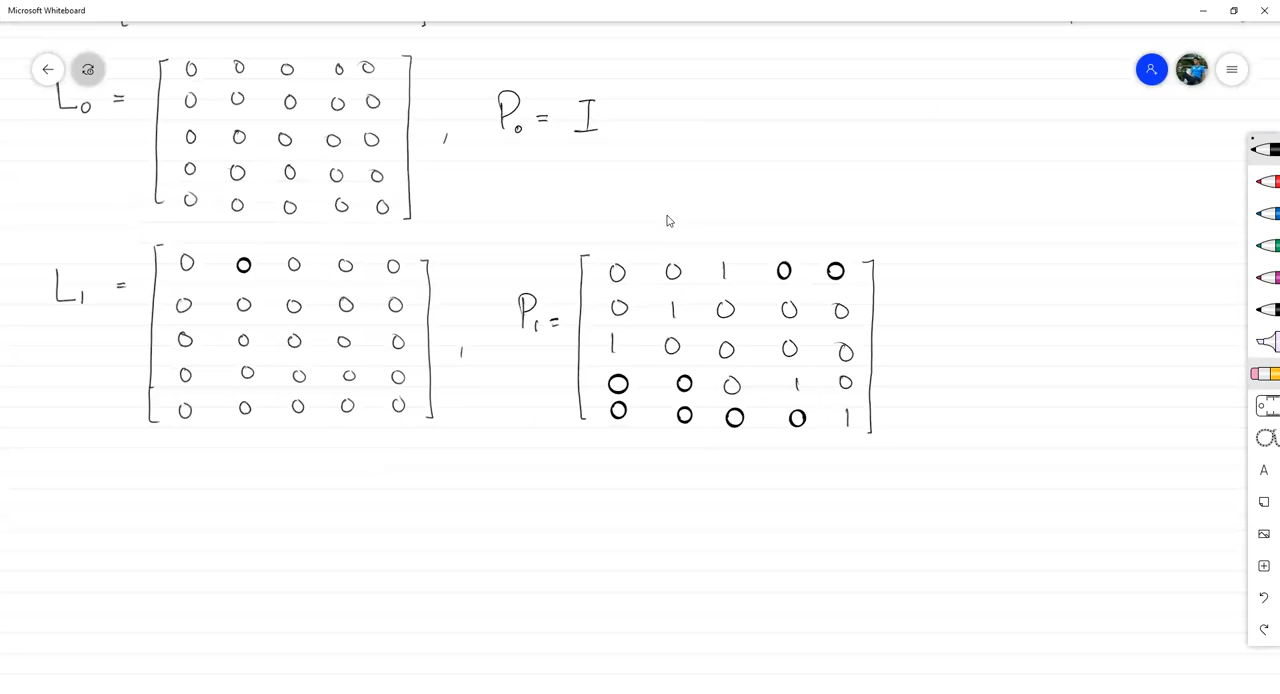 Microsoft Whiteboard
L₀ = [ 0 0 0 0 0
0 0 0 0 0
0 0 0 0 0
0 0 0 0 0
0 0 0 0 0 ] , P₀ = I
L₁ = [ 0 0 0 0 0
0 0 0 0 0
0 0 0 0 0
0 0 0 0 0
0 0 0 0 0 ] ,
P₁ = [ 0 0 1 0 0
0 1 0 0 0
1 0 0 0 0
0 0 0 1 0
0 0 0 0 1 ]
A